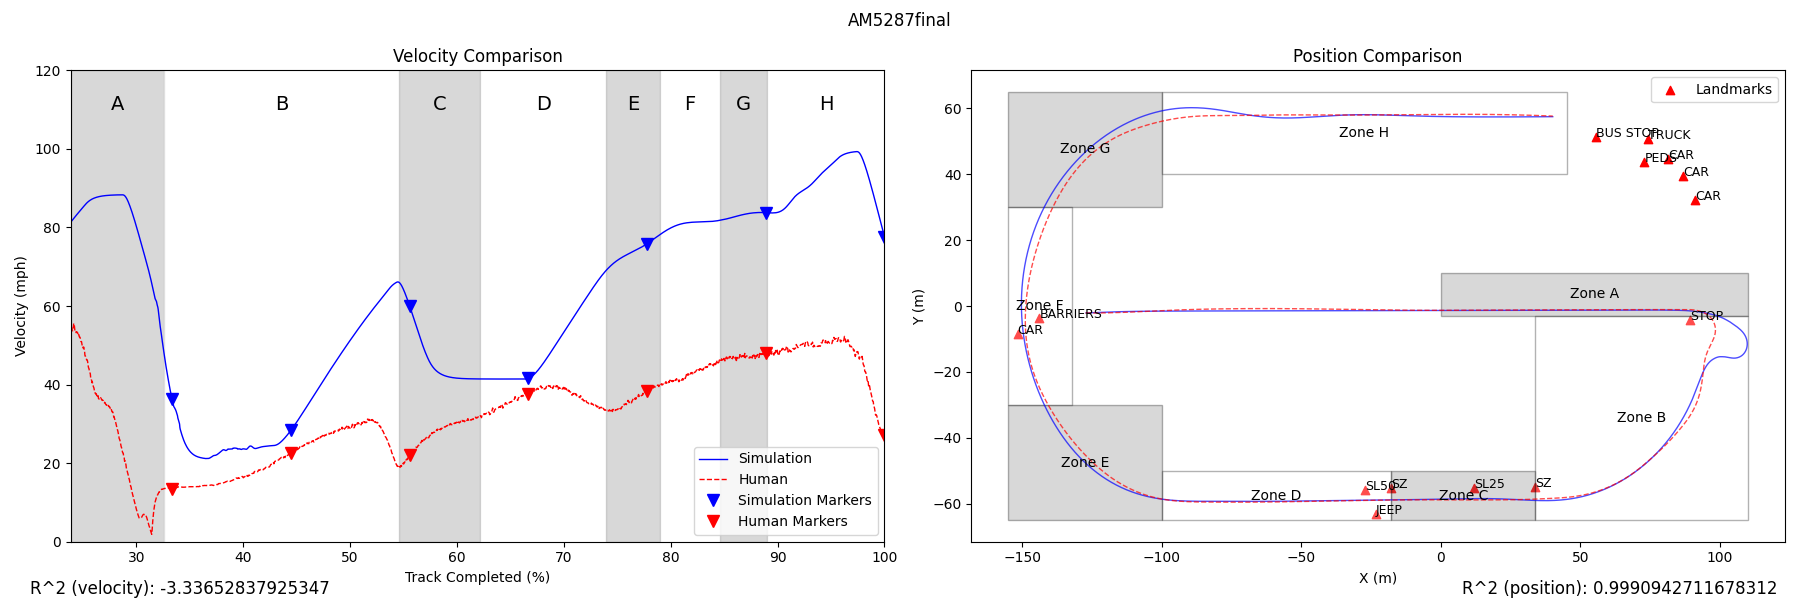 AM5287final
Velocity Comparison
120
100
80
60
40
20
0
Velocity (mph)
A
B
C
D
E
F
G
H
Simulation
Human
Simulation Markers
Human Markers
30
40
50
60
70
80
90
100
Track Completed (%)
R^2 (velocity): -3.33652837925347
Position Comparison
60
40
20
0
−20
−40
−60
Y (m)
Landmarks
BUS STOP
TRUCK
PEDS
CAR
CAR
CAR
Zone H
Zone G
Zone A
Zone F
BARRIERS
CAR
STOP
Zone B
Zone E
Zone D
SL50
SZ
Zone C
SL25
SZ
JEEP
−150
−100
−50
0
50
100
X (m)
R^2 (position): 0.9990942711678312